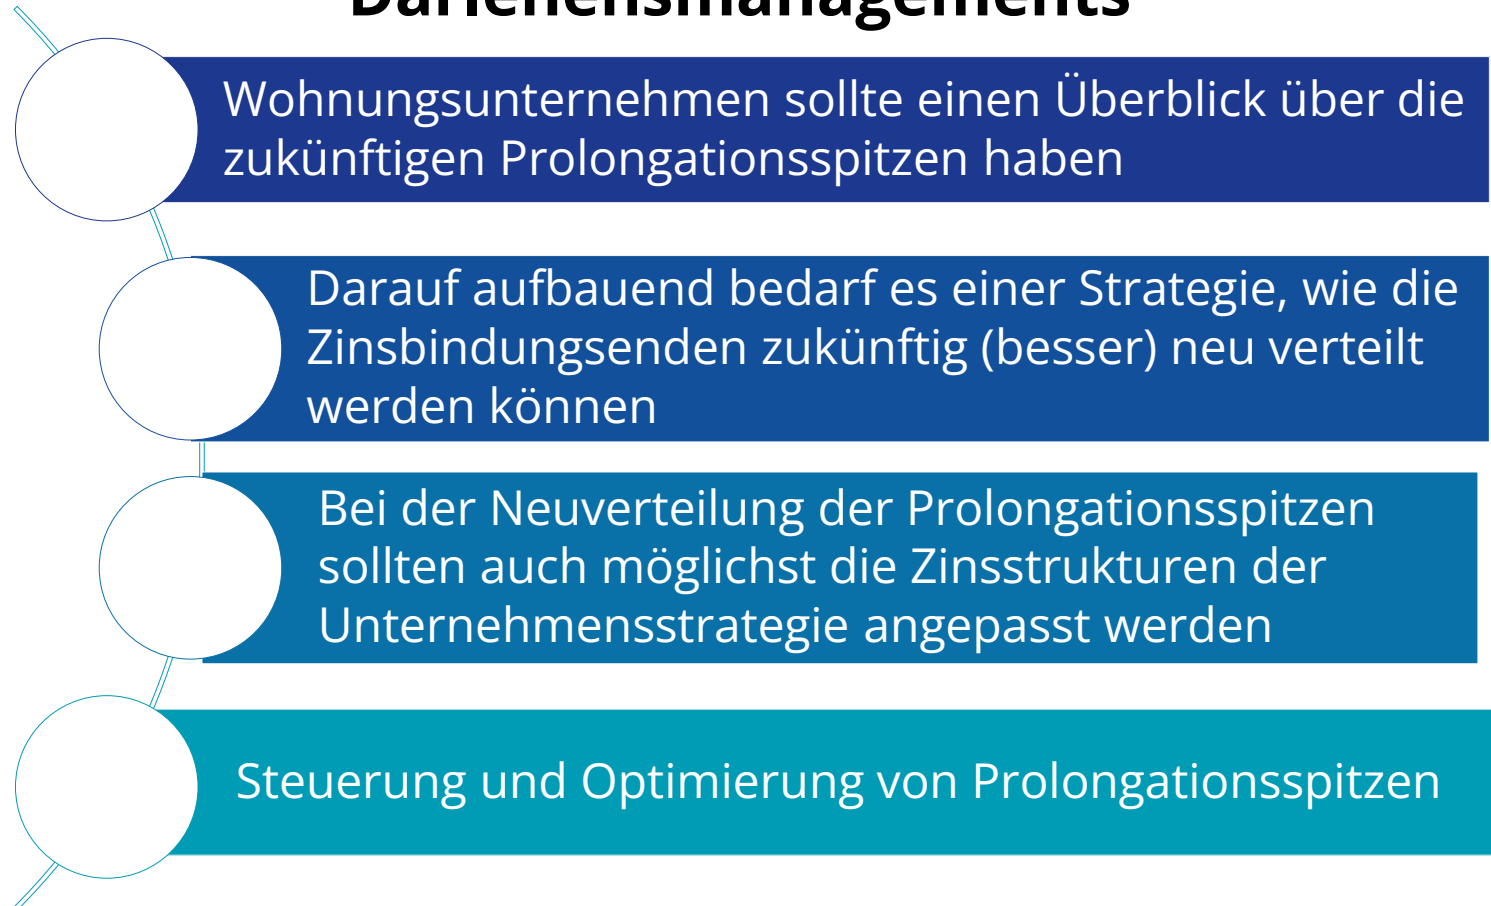 Darlehensmanagements
Wohnungsunternehmen sollte einen Überblick über die
zukünftigen Prolongationsspitzen haben
Darauf aufbauend bedarf es einer Strategie, wie die
Zinsbindungsenden zukünftig (besser) neu verteilt
werden können
Bei der Neuverteilung der Prolongationsspitzen
sollten auch möglichst die Zinsstrukturen der
Unternehmensstrategie angepasst werden
Steuerung und Optimierung von Prolongationsspitzen